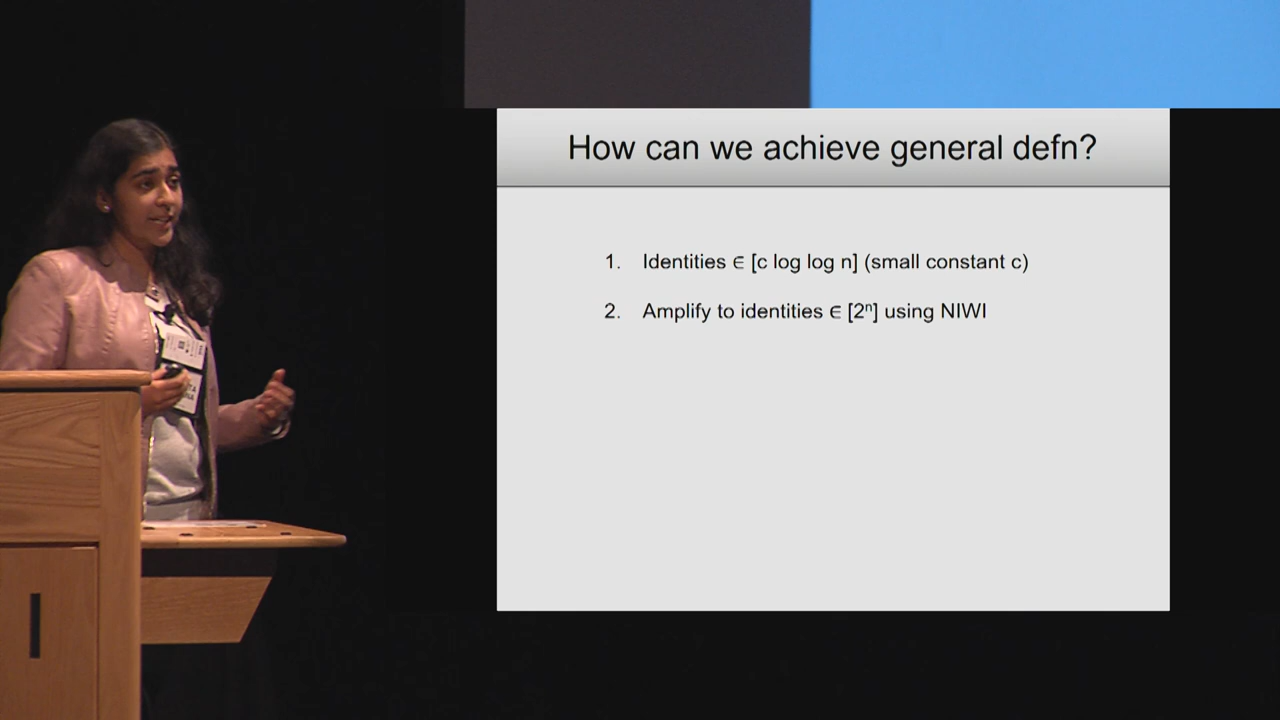 How can we achieve general defn?
1. Identities ∈ [c log log n] (small constant c)
2. Amplify to identities ∈ [2ⁿ] using NIWI